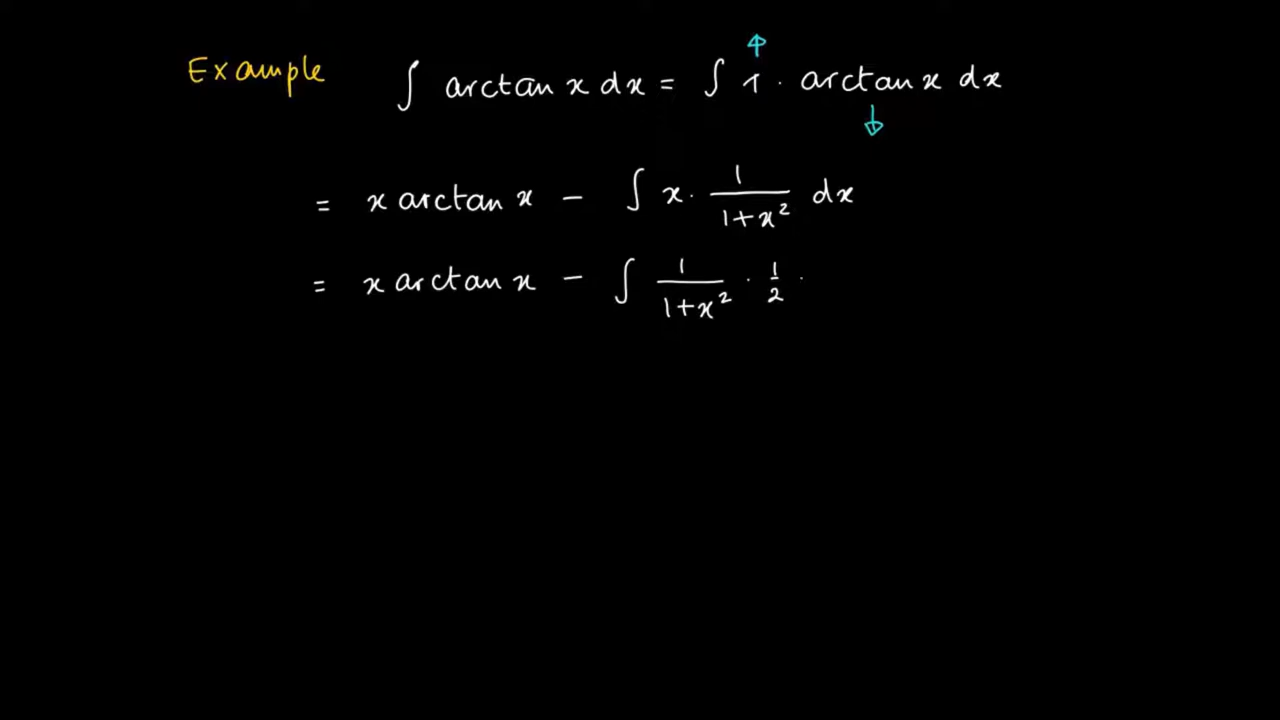 Example ∫ arctan x dx = ∫ 1 · arctan x dx
= x arctan x − ∫ x · 1/(1+x²) dx
= x arctan x − ∫ 1/(1+x²) · 1/2 ·